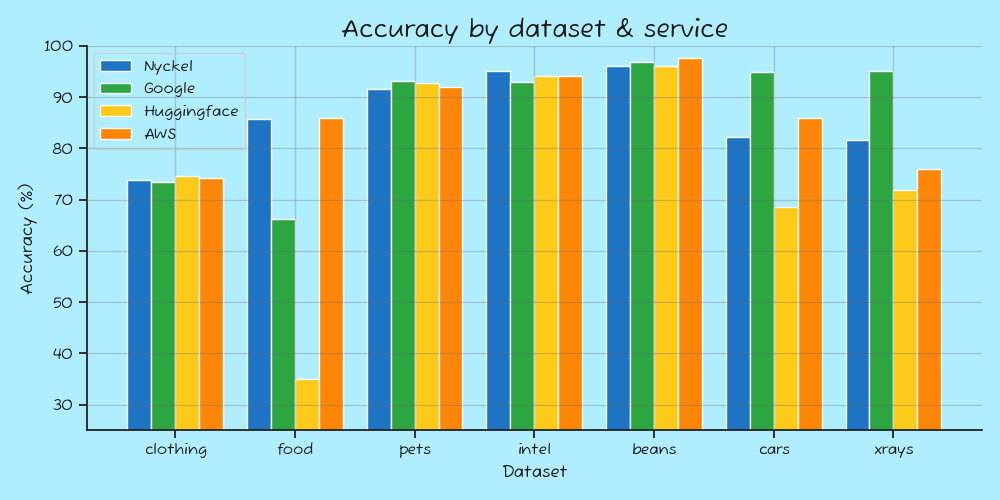 Accuracy by dataset & service
Nyckel
Google
Huggingface
AWS
Accuracy (%)
100
90
80
70
60
50
40
30
clothing food pets intel beans cars xrays
Dataset